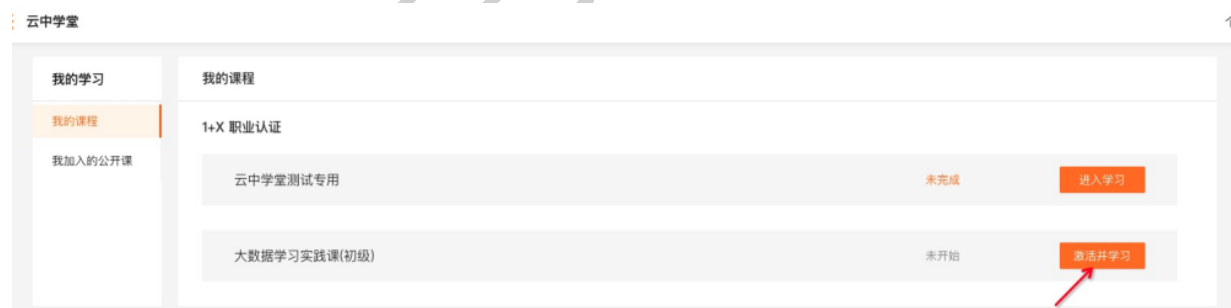 云中学堂
我的学习
我的课程
我加入的公开课
我的课程
1+X 职业认证
云中学堂测试专用 未完成 进入学习
大数据学习实践课(初级) 未开始 激活并学习